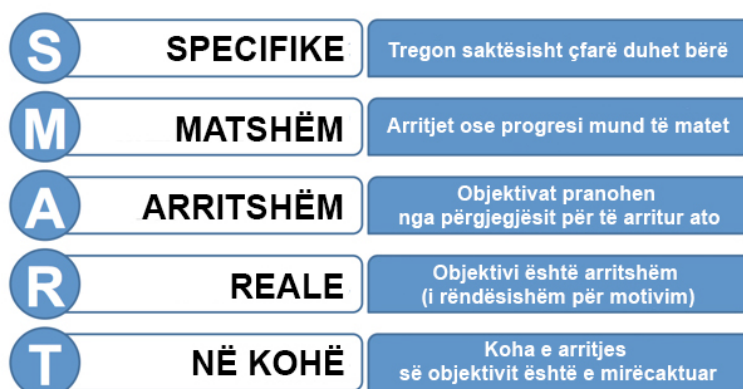 S SPECIFIKE Tregon saktësisht çfarë duhet bërë
M MATSHËM Arritjet ose progresi mund të matet
A ARRITSHËM Objektivat pranohen
nga përgjegjësit për të arritur ato
R REALE Objektivi është arritshëm
(i rëndësishëm për motivim)
T NË KOHË Koha e arritjes
së objektivit është e mirëcaktuar